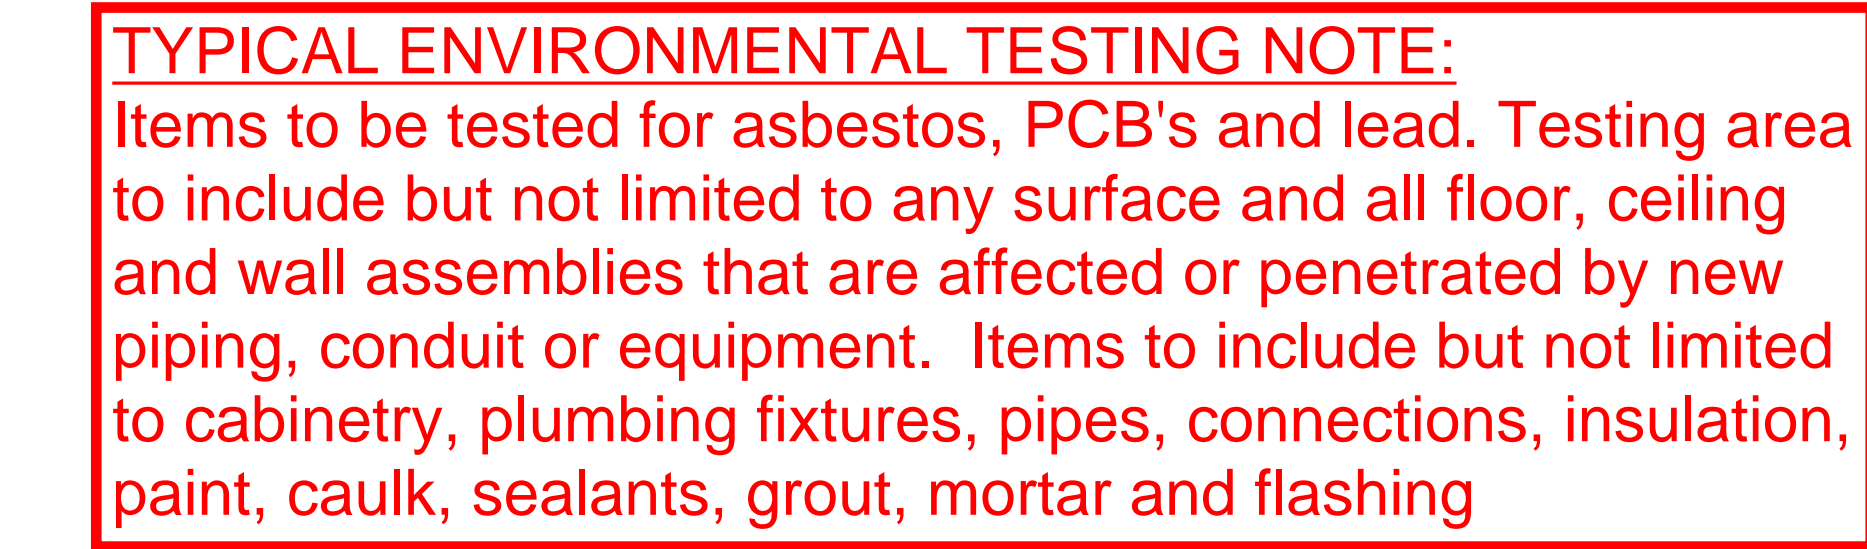 TYPICAL ENVIRONMENTAL TESTING NOTE:
Items to be tested for asbestos, PCB's and lead. Testing area
to include but not limited to any surface and all floor, ceiling
and wall assemblies that are affected or penetrated by new
piping, conduit or equipment.  Items to include but not limited
to cabinetry, plumbing fixtures, pipes, connections, insulation,
paint, caulk, sealants, grout, mortar and flashing